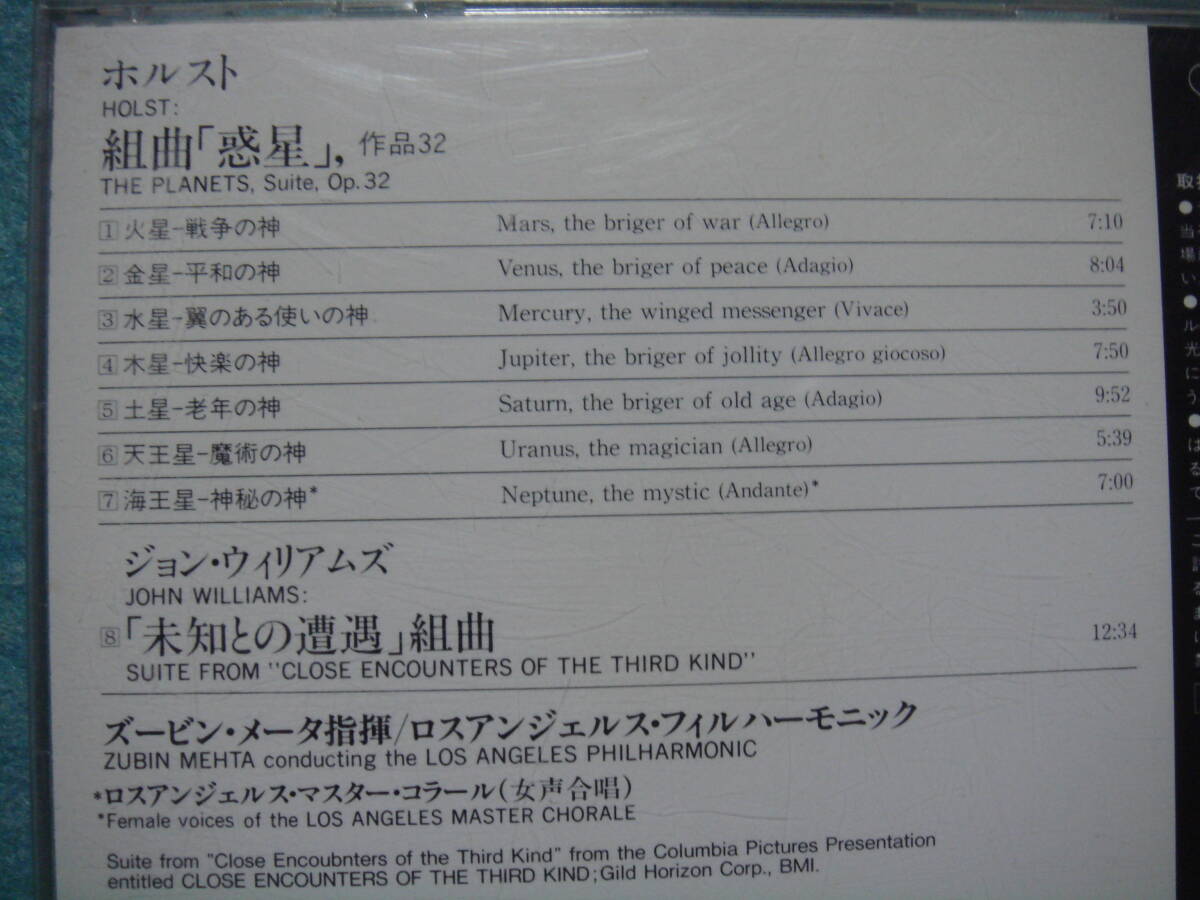 ホルスト
HOLST:
組曲「惑星」, 作品32
THE PLANETS, Suite, Op.32
1 火星-戦争の神 Mars, the briger of war (Allegro) 7:10
2 金星-平和の神 Venus, the briger of peace (Adagio) 8:04
3 水星-翼のある使いの神 Mercury, the winged messenger (Vivace) 3:50
4 木星-快楽の神 Jupiter, the briger of jollity (Allegro giocoso) 7:50
5 土星-老年の神 Saturn, the briger of old age (Adagio) 9:52
6 天王星-魔術の神 Uranus, the magician (Allegro) 5:39
7 海王星-神秘の神* Neptune, the mystic (Andante)* 7:00
ジョン・ウィリアムズ
JOHN WILLIAMS:
8 「未知との遭遇」組曲 12:34
SUITE FROM "CLOSE ENCOUNTERS OF THE THIRD KIND"
ズービン・メータ指揮/ロスアンジェルス・フィルハーモニック
ZUBIN MEHTA conducting the LOS ANGELES PHILHARMONIC
*ロスアンジェルス・マスター・コラール(女声合唱)
*Female voices of the LOS ANGELES MASTER CHORALE
Suite from "Close Encoubnters of the Third Kind" from the Columbia Pictures Presentation
entitled CLOSE ENCOUNTERS OF THE THIRD KIND;Gild Horizon Corp., BMI.
取
● 
当
場
い
●
ル
光
に
う
●
は
る
で